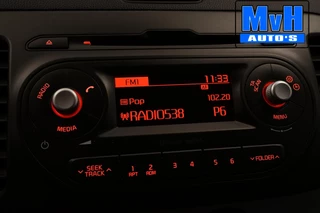 MvH
AUTO'S
FM1
11:33
Pop
102.20
RADIO538
P6
RADIO
MEDIA
SCAN
MENU
SEEK
TRACK
1 2 3 4 5 6
RPT RDM
FOLDER